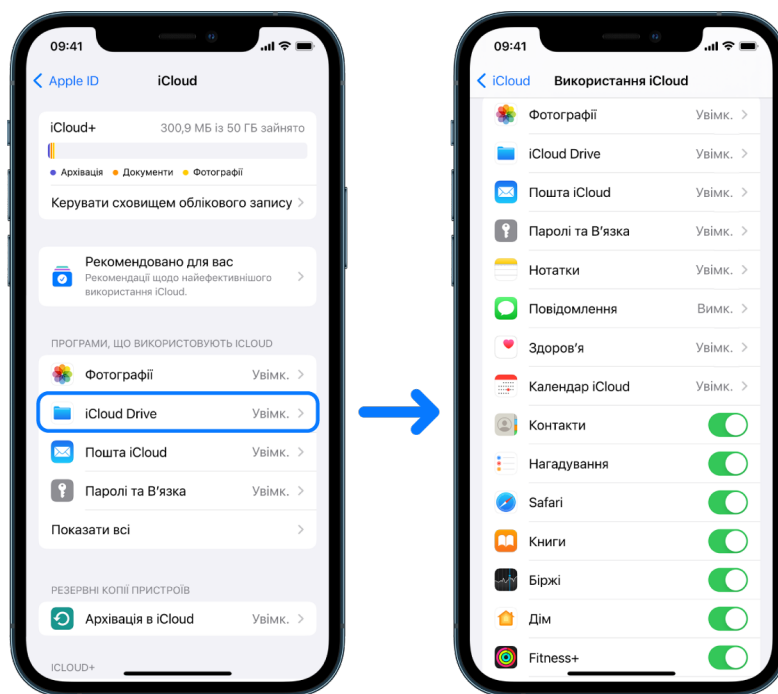 09:41
Apple ID
iCloud
iCloud+
300,9 МБ із 50 ГБ зайнято
Архівація
Документи
Фотографії
Керувати сховищем облікового запису
Рекомендовано для вас
Рекомендації щодо найефективнішого
використання iCloud.
ПРОГРАМИ, ЩО ВИКОРИСТОВУЮТЬ ICLOUD
Фотографії Увімк.
iCloud Drive Увімк.
Пошта iCloud Увімк.
Паролі та В'язка Увімк.
Показати всі
РЕЗЕРВНІ КОПІЇ ПРИСТРОЇВ
Архівація в iCloud Увімк.
ICLOUD+
09:41
iCloud
Використання iCloud
Фотографії Увімк.
iCloud Drive Увімк.
Пошта iCloud Увімк.
Паролі та В'язка Увімк.
Нотатки Увімк.
Повідомлення Вимк.
Здоров'я Увімк.
Календар iCloud Увімк.
Контакти
Нагадування
Safari
Книги
Біржі
Дім
Fitness+